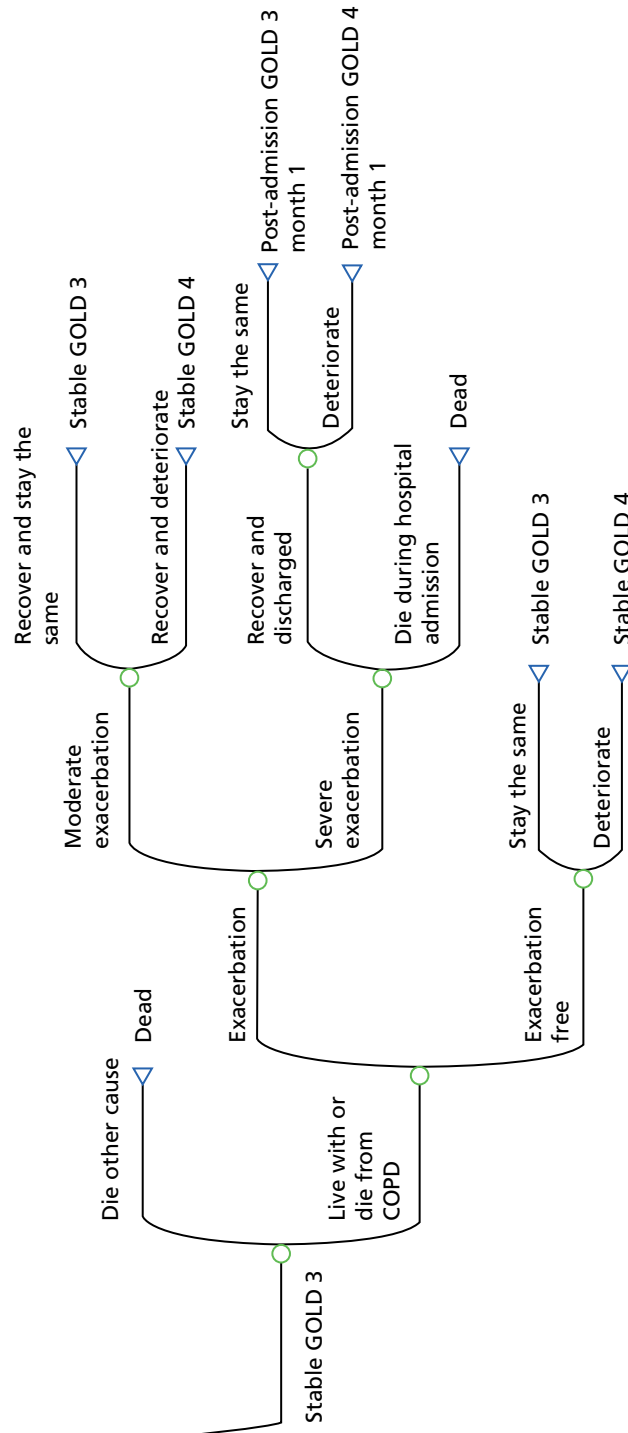 Stable GOLD 3
Die other cause
Dead
Live with or
die from
COPD
Exacerbation
Moderate
exacerbation
Recover and stay the
same
Stable GOLD 3
Recover and deteriorate
Stable GOLD 4
Severe
exacerbation
Recover and
discharged
Stay the same
Post-admission GOLD 3
month 1
Deteriorate
Post-admission GOLD 4
month 1
Die during hospital
admission
Dead
Exacerbation
free
Stay the same
Stable GOLD 3
Deteriorate
Stable GOLD 4